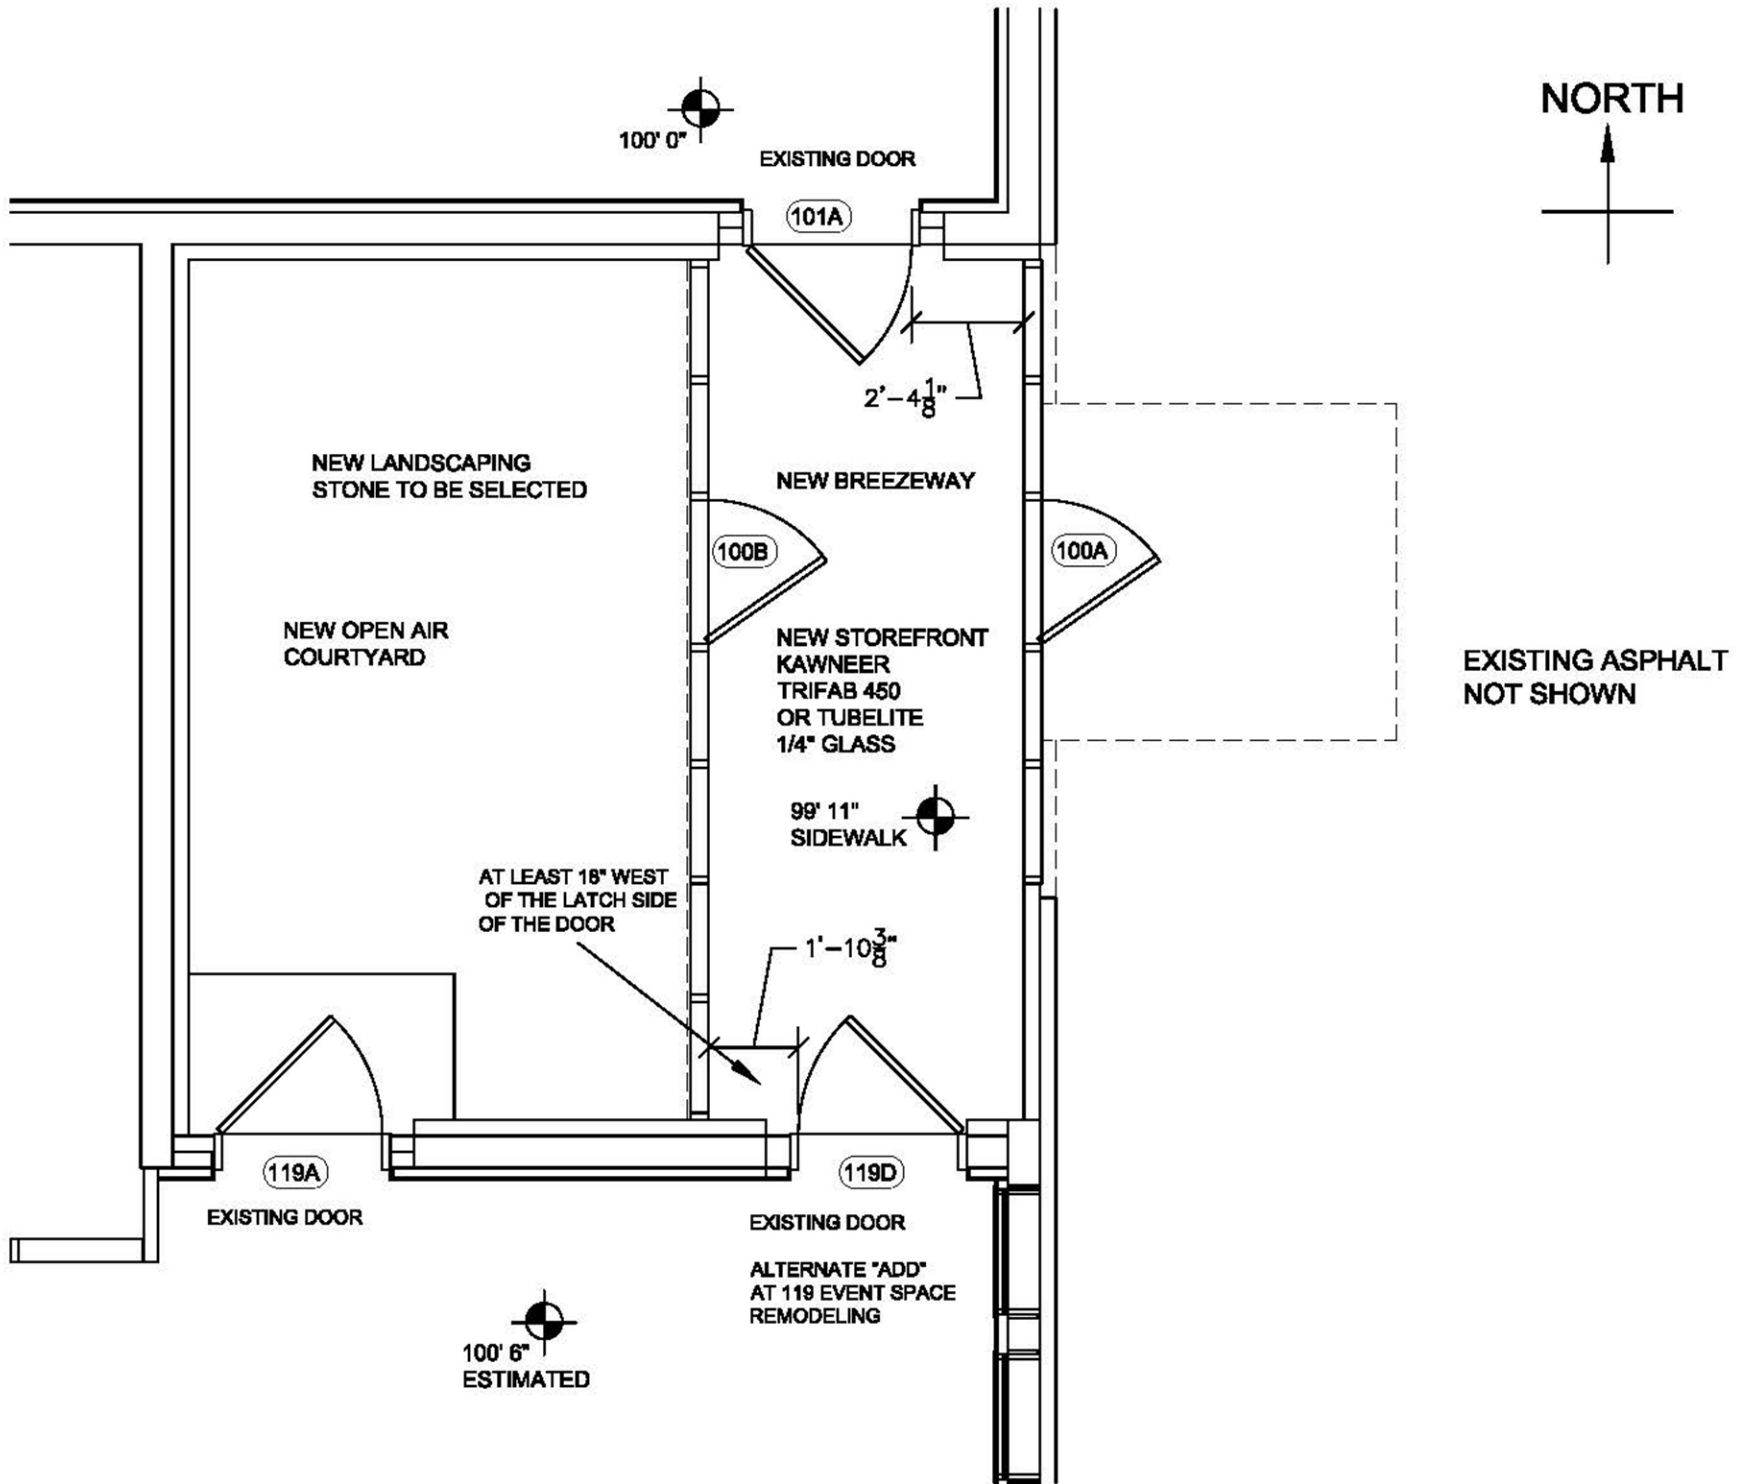 NORTH
100' 0"
EXISTING DOOR
101A
2'-4 1/8"
NEW LANDSCAPING
STONE TO BE SELECTED
NEW BREEZEWAY
100B
100A
NEW OPEN AIR
COURTYARD
NEW STOREFRONT
KAWNEER
TRIFAB 450
OR TUBELITE
1/4" GLASS
EXISTING ASPHALT
NOT SHOWN
99' 11"
SIDEWALK
AT LEAST 18" WEST
OF THE LATCH SIDE
OF THE DOOR
1'-10 3/8"
119A
EXISTING DOOR
119D
EXISTING DOOR
ALTERNATE "ADD"
AT 119 EVENT SPACE
REMODELING
100' 6"
ESTIMATED